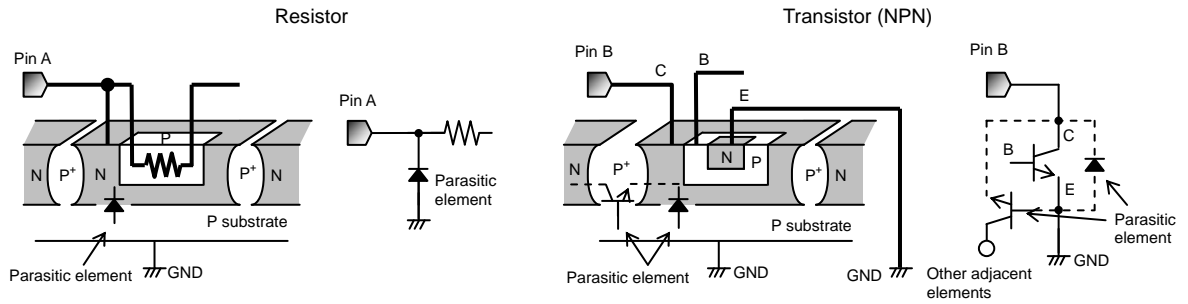 Resistor
Transistor (NPN)
Pin A
Pin A
P
N
P+
N
P+
N
Parasitic
element
P substrate
Parasitic element
GND
Pin B
C
B
E
Pin B
N
P+
N
N
P
P+
N
P substrate
Parasitic element
GND
GND
C
B
E
Parasitic
element
GND
Other adjacent
elements